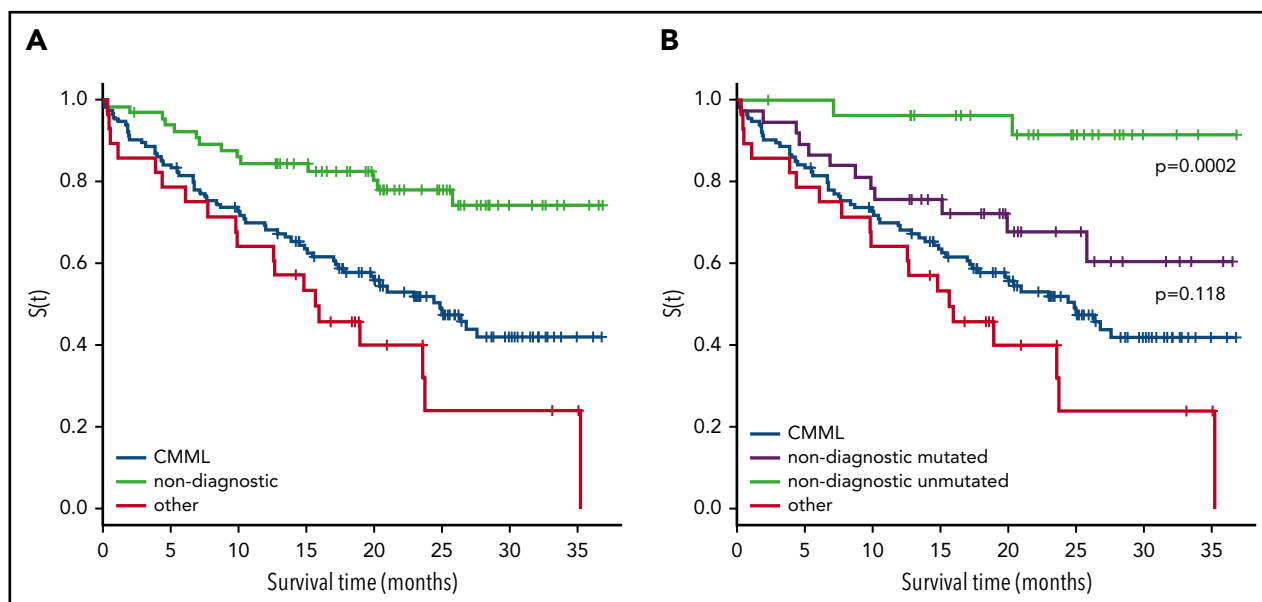 A
S(t)
1.0
0.8
0.6
0.4
0.2
0.0
CMML
non-diagnostic
other
0 5 10 15 20 25 30 35
Survival time (months)
B
S(t)
1.0
0.8
0.6
0.4
0.2
0.0
p=0.0002
p=0.118
CMML
non-diagnostic mutated
non-diagnostic unmutated
other
0 5 10 15 20 25 30 35
Survival time (months)